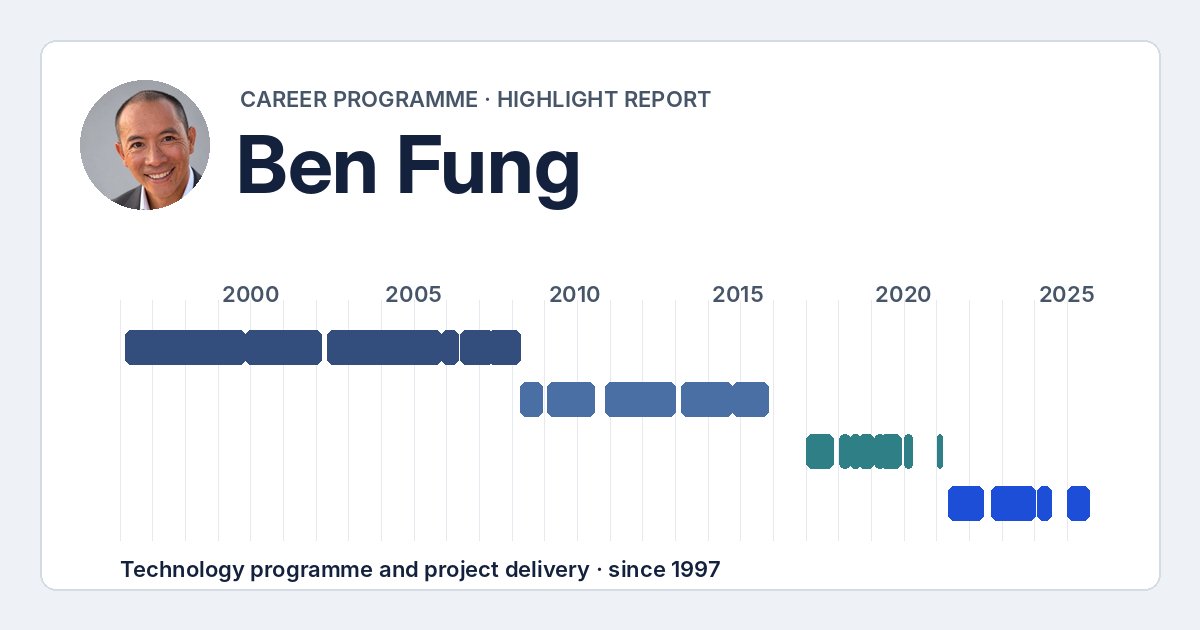 CAREER PROGRAMME · HIGHLIGHT REPORT
Ben Fung
2000 2005 2010 2015 2020 2025
Technology programme and project delivery · since 1997